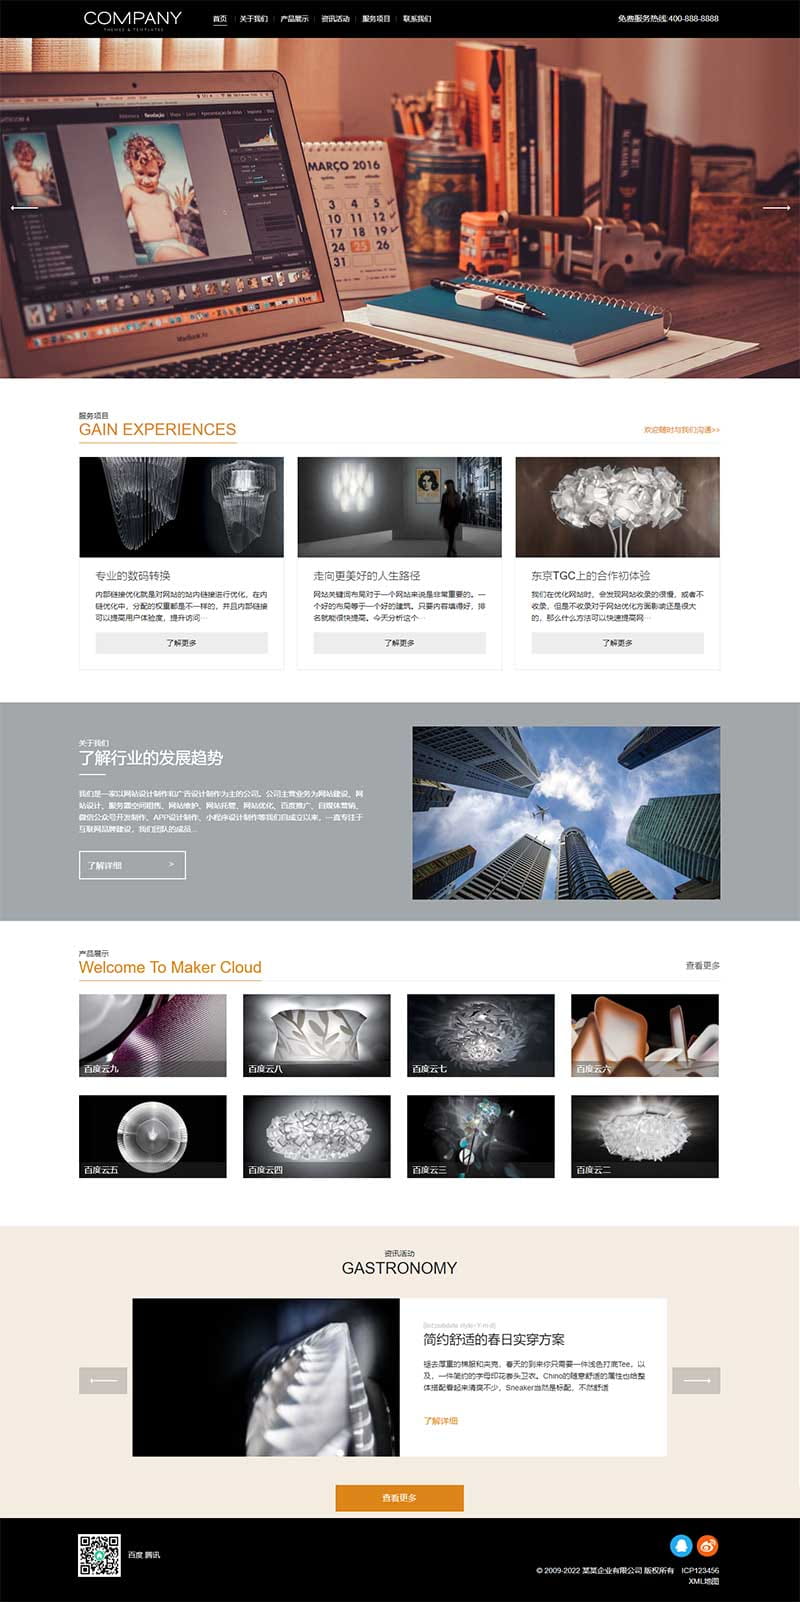 COMPANY
THEMES & TEMPLATES
首页 关于我们 产品展示 资讯活动 服务项目 联系我们
免费服务热线:400-888-8888
MARÇO 2016
MacBook Air
服务项目
GAIN EXPERIENCES
欢迎随时与我们沟通>>
专业的数码转换
内部链接优化就是对网站的站内链接进行优化，在内
链优化中，分配的权重都是不一样的，并且内部链接
可以提高用户体验度，提升访问···
了解更多
走向更美好的人生路径
网站关键词布局对于一个网站来说是非常重要的。一
个好的布局等于一个好的建筑。只要内容填得好，排
名就能很快提高。今天分析这个···
了解更多
东京TGC上的合作初体验
我们在优化网站时，会发现网站收录的很慢，或者不
收录。但是不收录对于网站优化方面影响还是很大
的，那么什么方法可以快速提高网···
了解更多
关于我们
了解行业的发展趋势
我们是一家以网站设计制作和广告设计制作为主的公司。公司主营业务为网站建设、网
站设计、服务器空间租售、网站维护、网站托管、网站优化、百度推广、自媒体营销、
微信公众号开发制作、APP设计制作、小程序设计制作等我们自成立以来，一直专注于
互联网品牌建设，我们团队的成员...
了解详细 >
产品展示
Welcome To Maker Cloud
查看更多
百度云九 百度云八 百度云七 百度云六
百度云五 百度云四 百度云三 百度云二
资讯活动
GASTRONOMY
[list:pubdate style=Y-m-d]
简约舒适的春日实穿方案
褪去厚重的棉服和夹克，春天的到来你只需要一件浅色打底Tee，以
及，一件简约的字母印花套头卫衣。Chino的随意舒适的属性也给整
体搭配看起来清爽不少，Sneaker当然是标配，不然舒适
了解详细
查看更多
百度 腾讯
© 2009-2022 某某企业有限公司 版权所有 ICP123456
XML地图